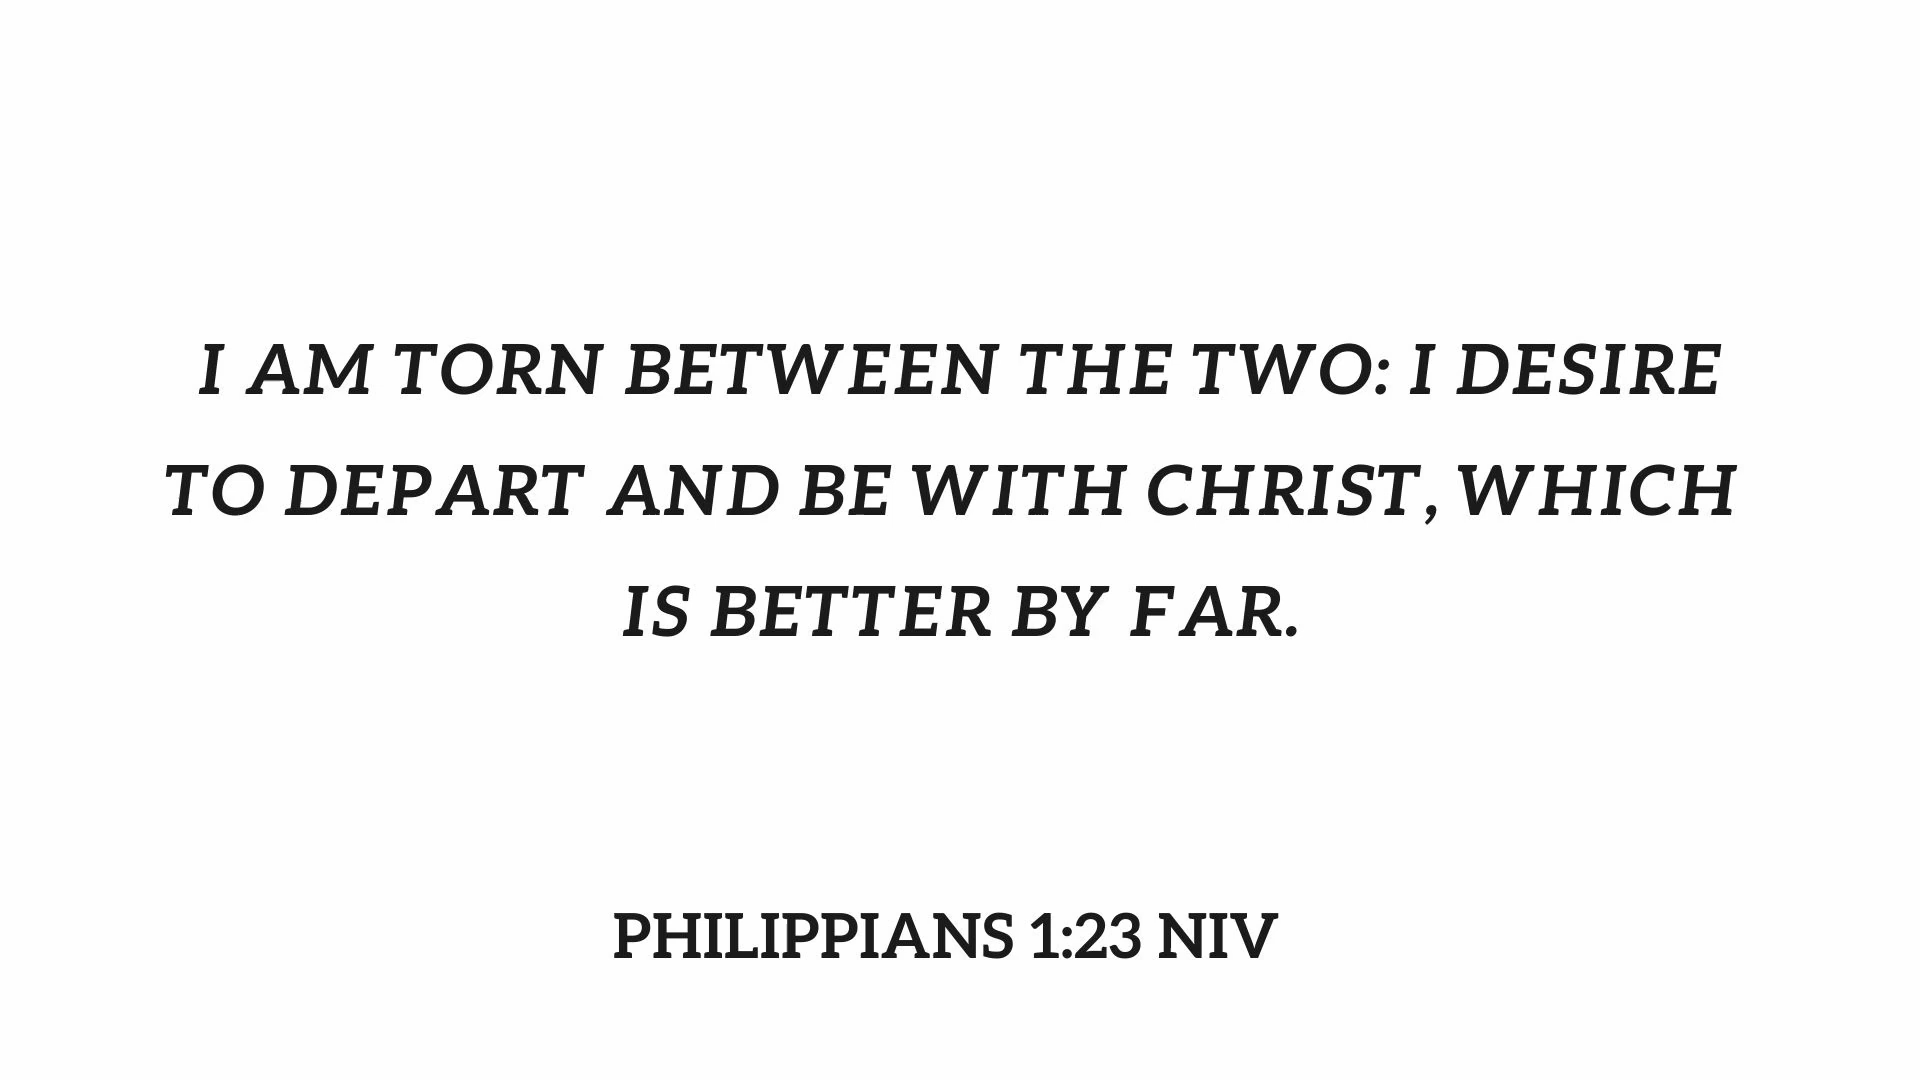 I AM TORN BETWEEN THE TWO: I DESIRE
TO DEPART AND BE WITH CHRIST, WHICH
IS BETTER BY FAR.
PHILIPPIANS 1:23 NIV